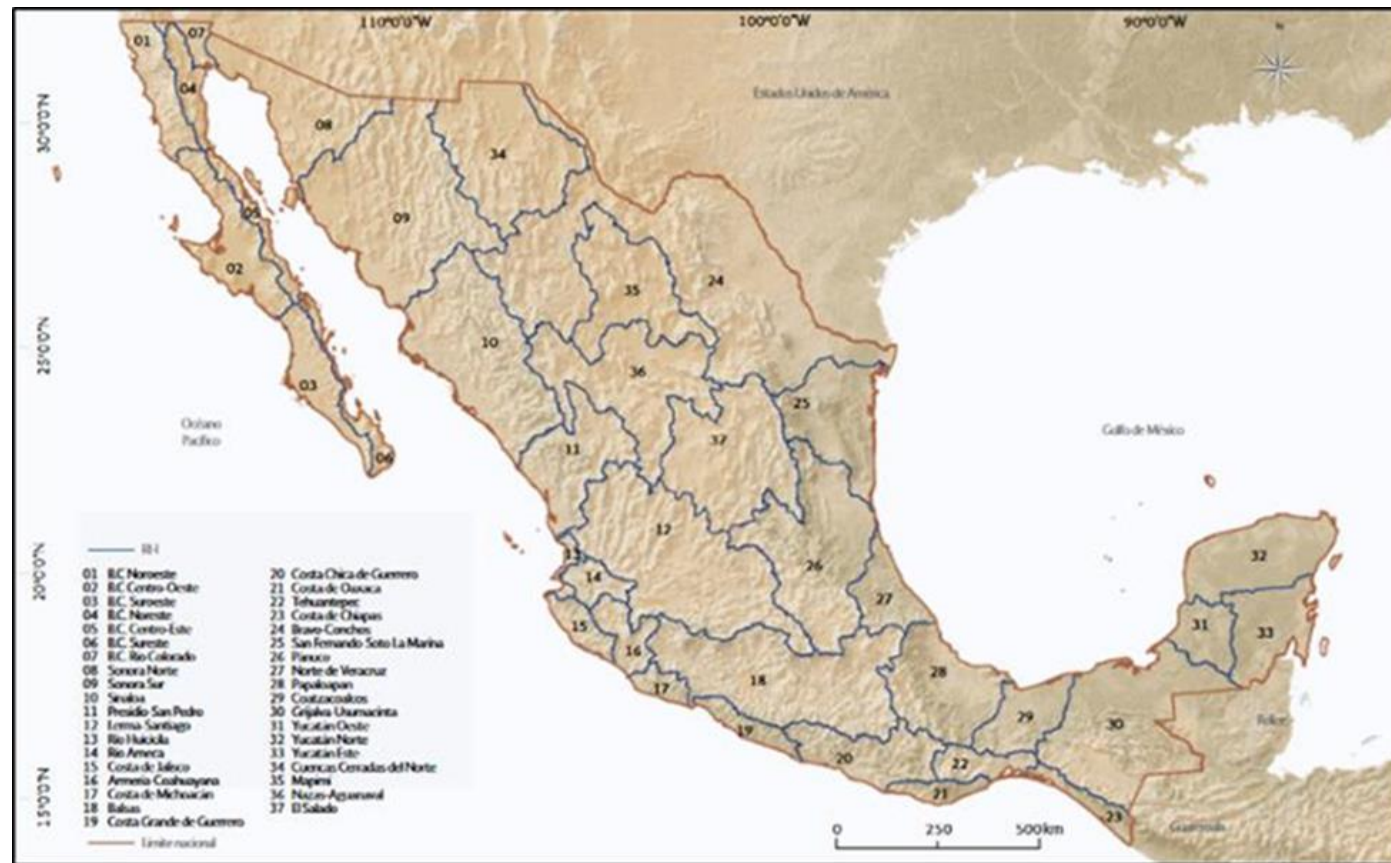 110°0'0"W
100°0'0"W
90°0'0"W
30°0'0"N
25°0'0"N
20°0'0"N
15°0'0"N
Estados Unidos de América
Océano
Pacífico
Golfo de México
Belice
Guatemala
01
07
04
08
34
09
05
02
35
24
10
36
03
25
11
37
06
12
13
14
26
27
32
15
16
31
33
17
18
28
19
29
30
20
22
21
23
RH
01 B.C. Noroeste
02 B.C. Centro-Oeste
03 B.C. Suroeste
04 B.C. Noreste
05 B.C. Centro-Este
06 B.C. Sureste
07 B.C. Río Colorado
08 Sonora Norte
09 Sonora Sur
10 Sinaloa
11 Presidio San Pedro
12 Lerma-Santiago
13 Río Huicicila
14 Río Ameca
15 Costa de Jalisco
16 Armería Coahuayana
17 Costa de Michoacán
18 Balsas
19 Costa Grande de Guerrero
20 Costa Chica de Guerrero
21 Costa de Oaxaca
22 Tehuantepec
23 Costa de Chiapas
24 Bravo-Conchos
25 San Fernando Soto La Marina
26 Pánuco
27 Norte de Veracruz
28 Papaloapan
29 Coatzacoalcos
30 Grijalva-Usumacinta
31 Yucatán Oeste
32 Yucatán Norte
33 Yucatán Este
34 Cuencas Cerradas del Norte
35 Mapimí
36 Nazas-Aguanaval
37 El Salado
Límite nacional
0 250 500 km